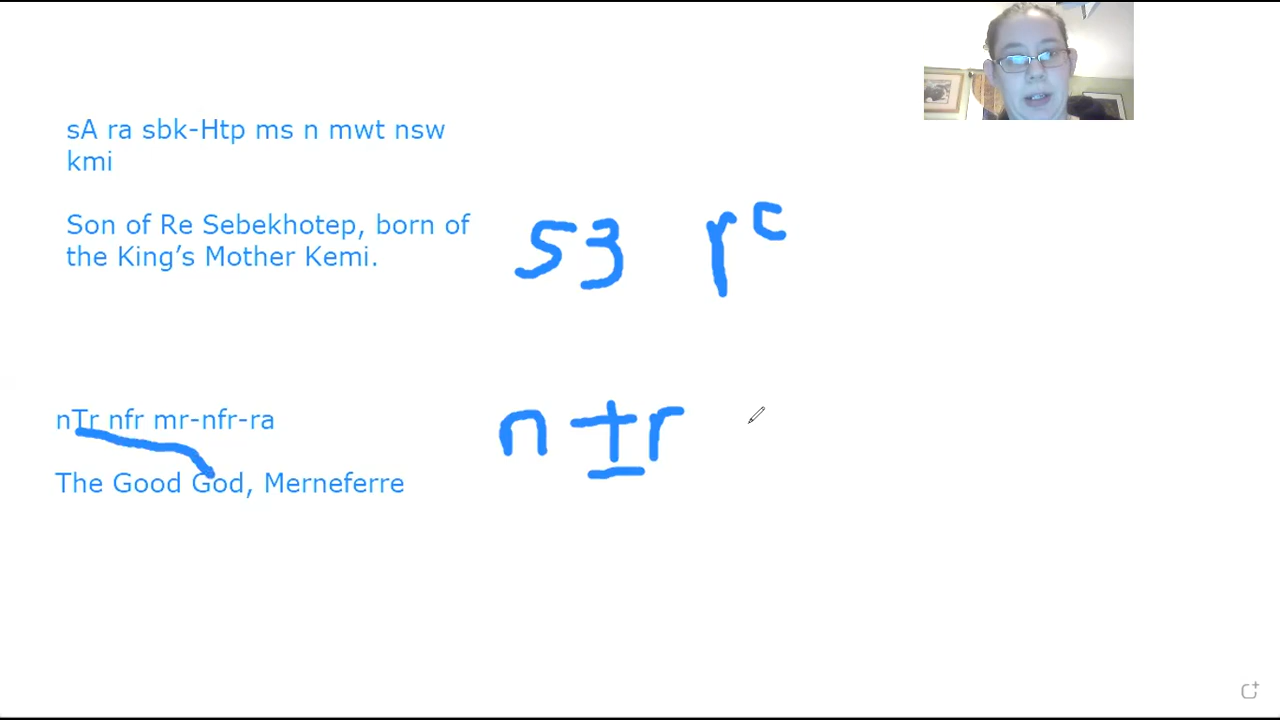 sA ra sbk-Htp ms n mwt nsw
kmi
Son of Re Sebekhotep, born of
the King’s Mother Kemi.
sꜣ rꜥ
nTr nfr mr-nfr-ra
nṯr
The Good God, Merneferre